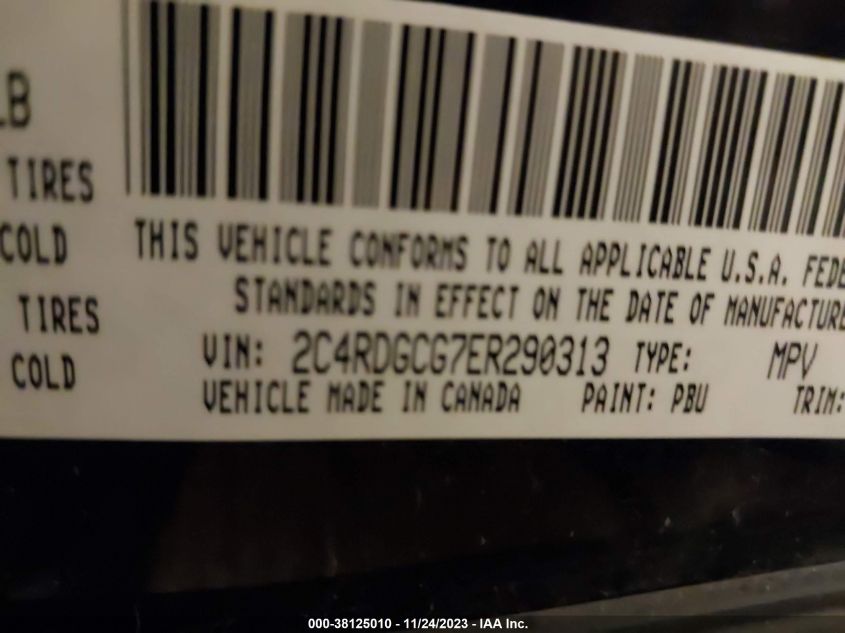 LB
TIRES
COLD
TIRES
COLD
THIS VEHICLE CONFORMS TO ALL APPLICABLE U.S.A. FEDE
STANDARDS IN EFFECT ON THE DATE OF MANUFACTURE
VIN: 2C4RDGCG7ER290313 TYPE: MPV
VEHICLE MADE IN CANADA PAINT: PBU TRIM:
000-38125010 - 11/24/2023 - IAA Inc.